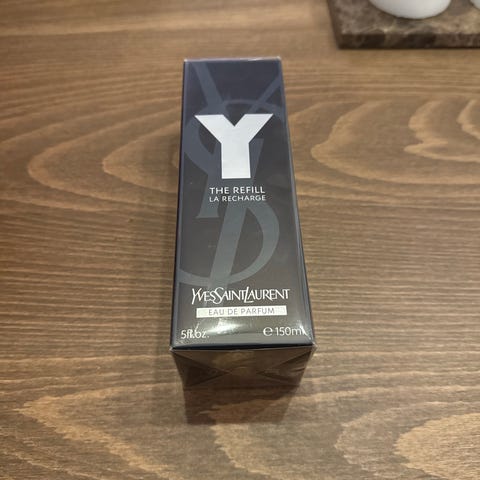 Y
THE REFILL
LA RECHARGE
YVESSAINTLAURENT
EAU DE PARFUM
5fl.oz. ℮ 150ml